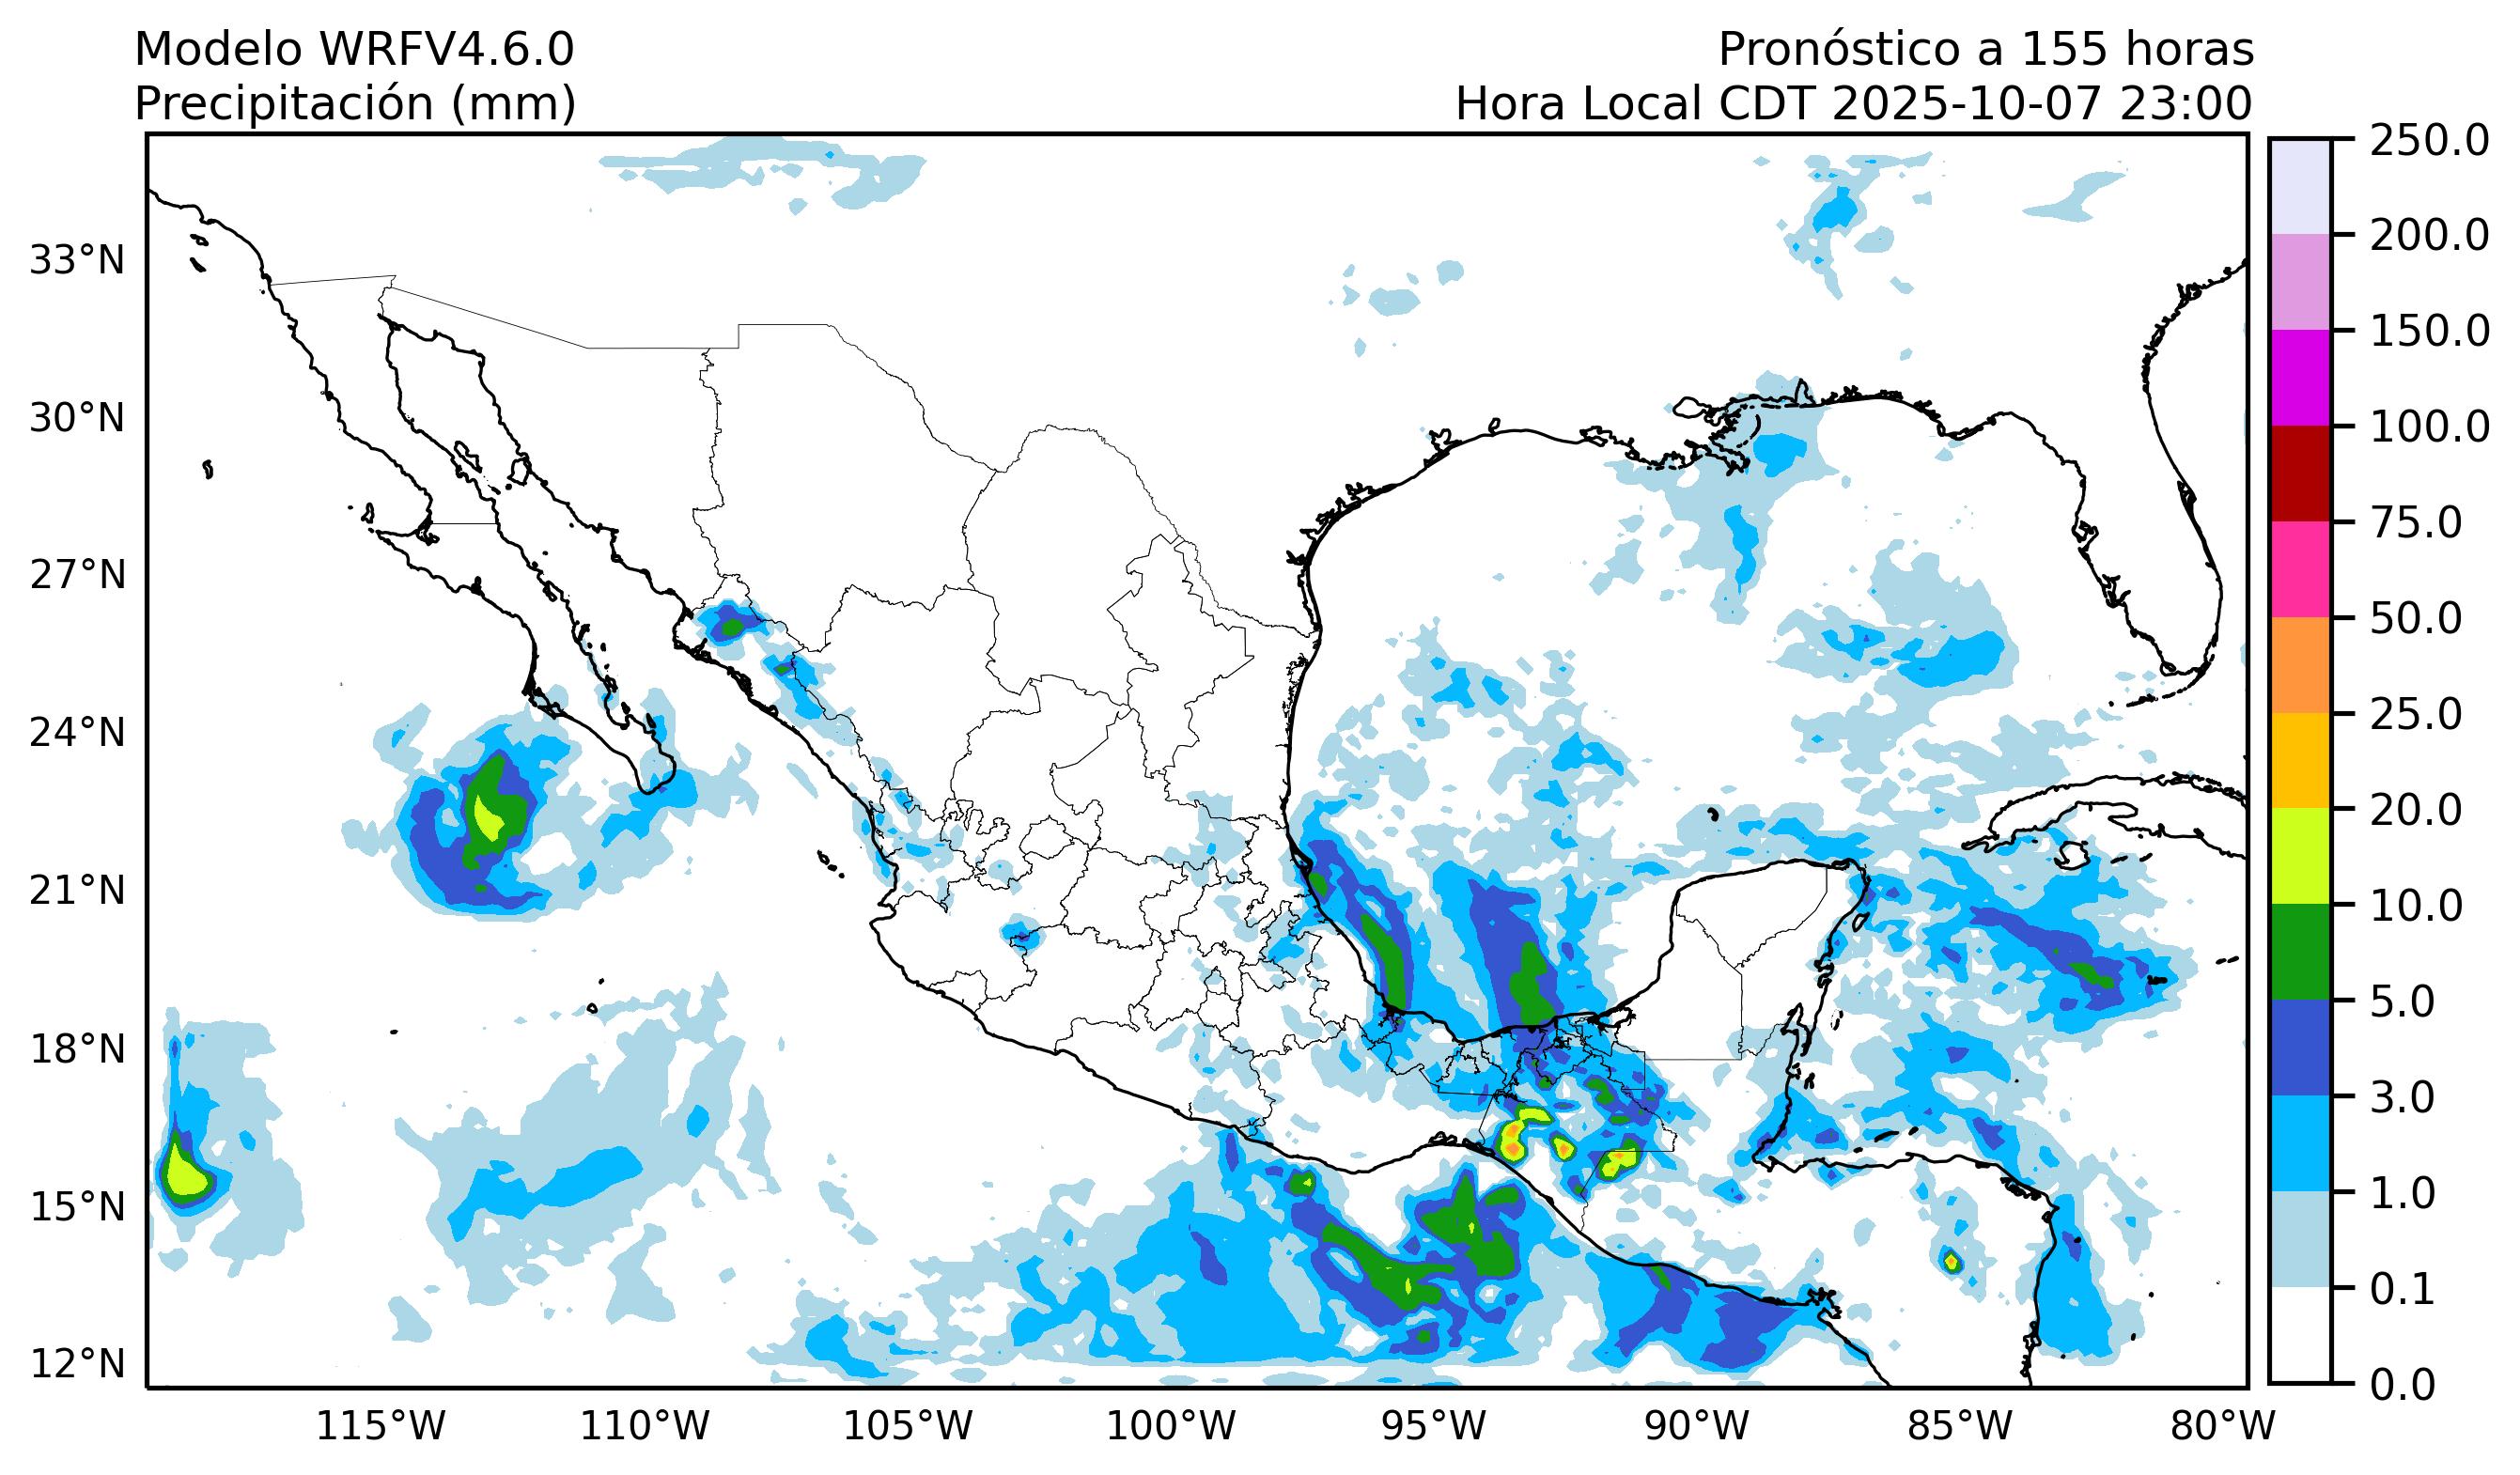 Modelo WRFV4.6.0
Pronóstico a 155 horas
Precipitación (mm)
Hora Local CDT 2025-10-07 23:00
250.0
200.0
150.0
100.0
75.0
50.0
25.0
20.0
10.0
5.0
3.0
1.0
0.1
0.0
33°N
30°N
27°N
24°N
21°N
18°N
15°N
12°N
115°W
110°W
105°W
100°W
95°W
90°W
85°W
80°W